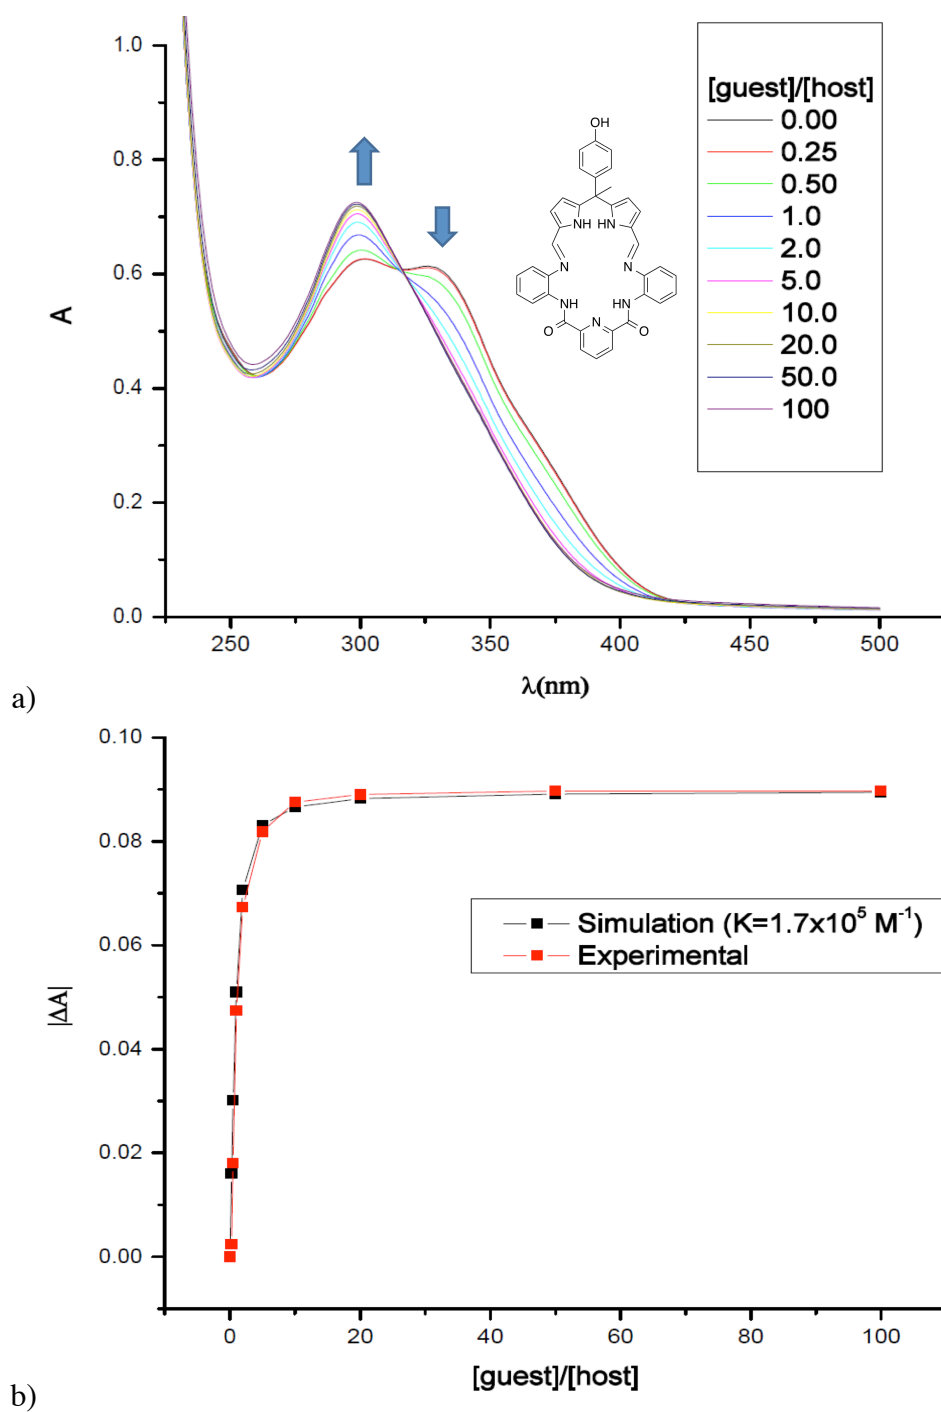 1.0
0.8
0.6
0.4
0.2
0.0
A
250
300
350
400
450
500
λ(nm)
OH
NH
HN
N
N
NH
HN
O
N
O
[guest]/[host]
0.00
0.25
0.50
1.0
2.0
5.0
10.0
20.0
50.0
100
a)
0.10
0.08
0.06
0.04
0.02
0.00
|ΔA|
Simulation (K=1.7x10⁵ M⁻¹)
Experimental
0
20
40
60
80
100
[guest]/[host]
b)